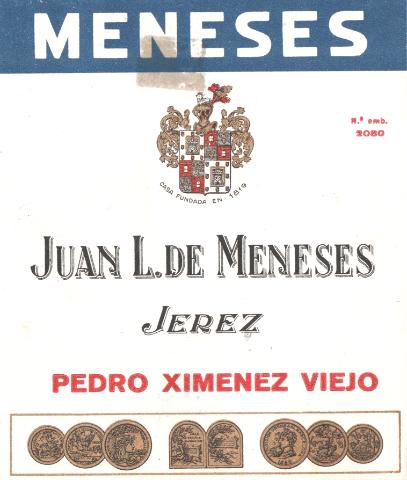 MENESES
N.º emb.
2080
CASA FUNDADA EN 1819
JUAN L. DE MENESES
JEREZ
PEDRO XIMENEZ VIEJO